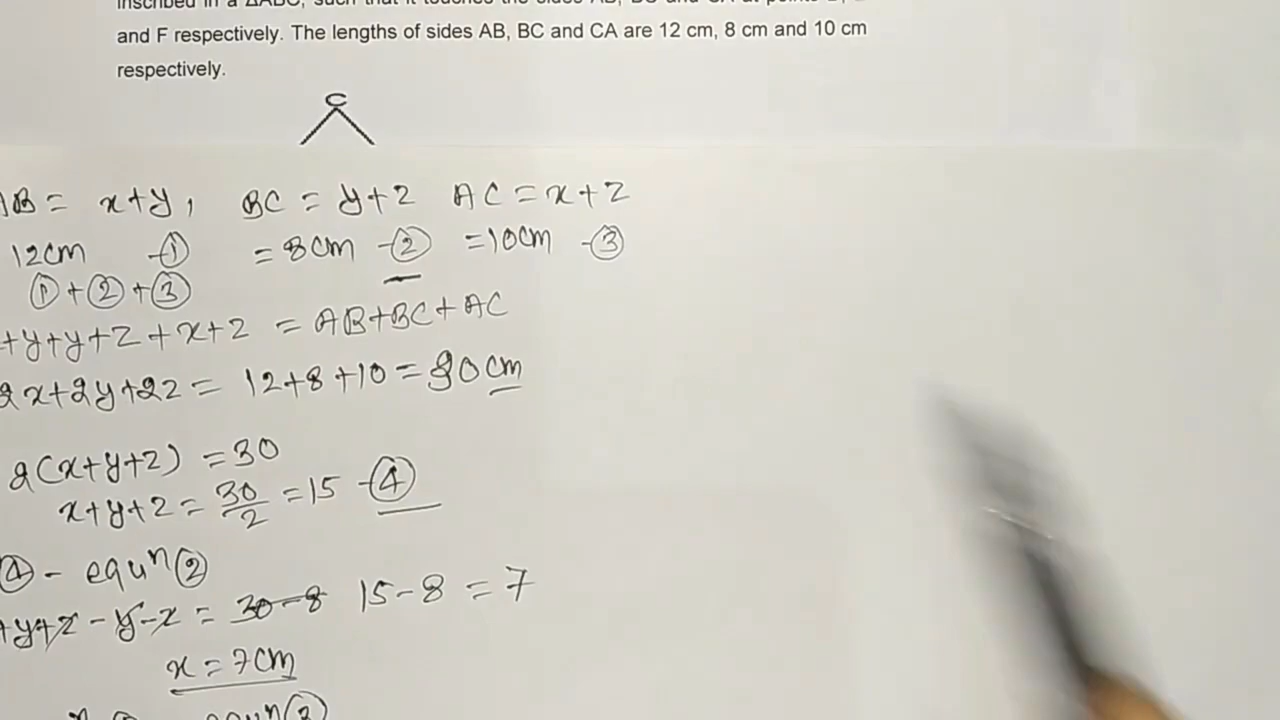 and F respectively. The lengths of sides AB, BC and CA are 12 cm, 8 cm and 10 cm
respectively.
C
AB = x+y, BC = y+z AC = x+z
12cm -① = 8cm -② =10cm -③
①+②+③
+y+y+z+x+z = AB+BC+AC
2x+2y+2z = 12+8+10 = 30cm
2(x+y+z) = 30
x+y+z = 30/2 = 15 -④
④ - equⁿ②
+y+z-y-z = 30-8 15-8 = 7
x = 7cm